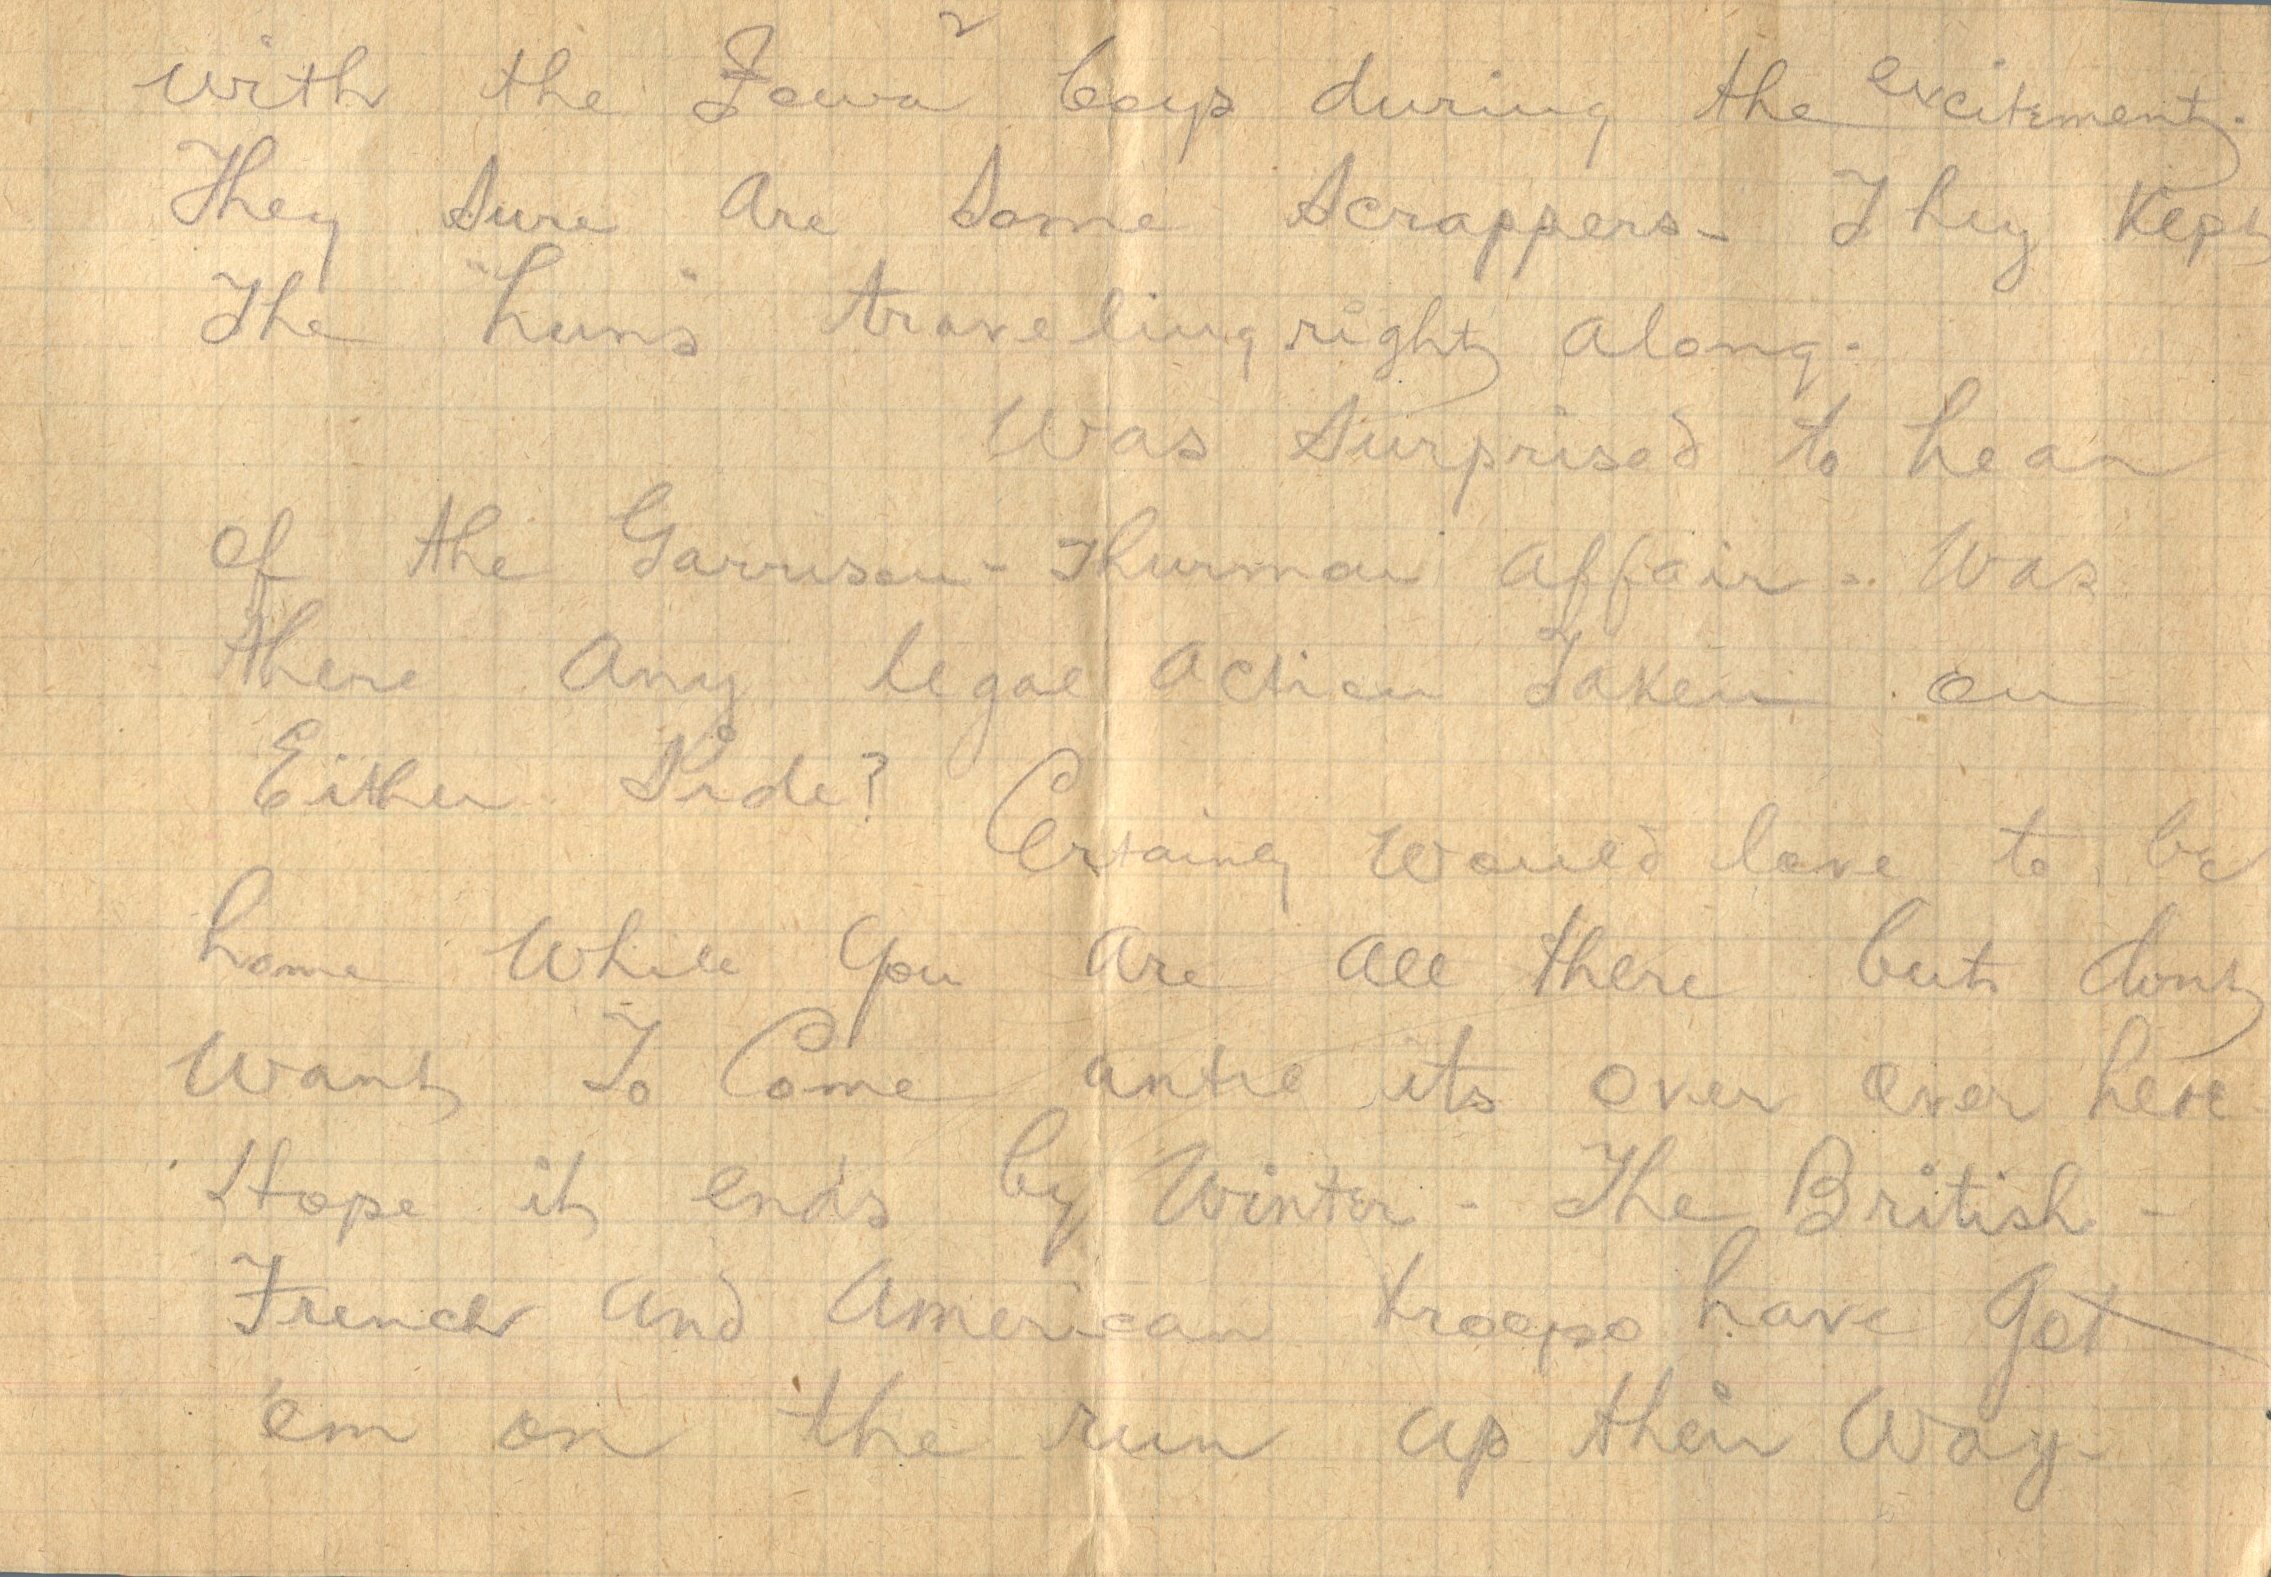 2
with the Iowa boys during the excitement.
They sure are some scrappers - They kept
The "huns" traveling right along.
Was surprised to hear
of the Garrison - Thurman affair - Was
there any legal action Taken on
Either Side?
Certainly would love to be
home while you are all there but dont
want To Come until its over over here
Hope it ends by Winter - The British -
French and American troops have got
'em on the run up their way -